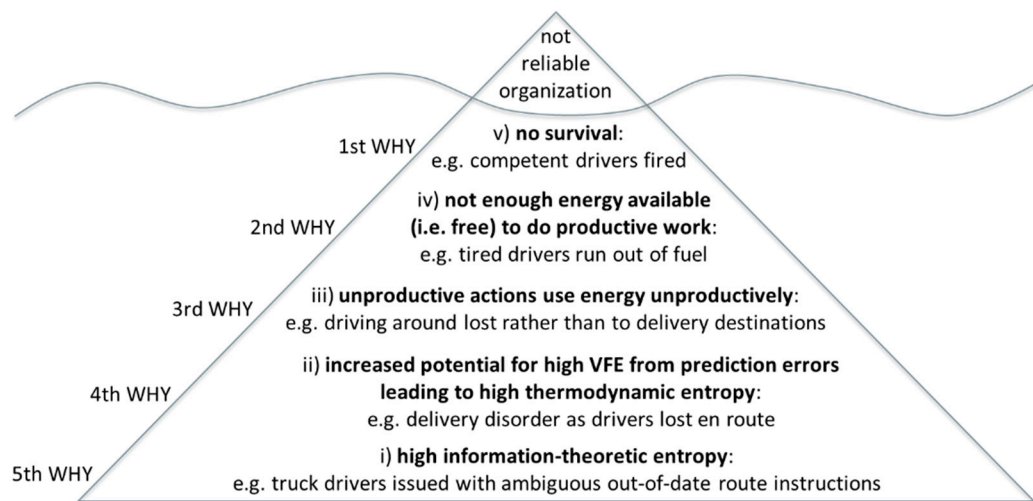 not
reliable
organization
1st WHY
v) no survival:
e.g. competent drivers fired
2nd WHY
iv) not enough energy available
(i.e. free) to do productive work:
e.g. tired drivers run out of fuel
3rd WHY
iii) unproductive actions use energy unproductively:
e.g. driving around lost rather than to delivery destinations
4th WHY
ii) increased potential for high VFE from prediction errors
leading to high thermodynamic entropy:
e.g. delivery disorder as drivers lost en route
5th WHY
i) high information-theoretic entropy:
e.g. truck drivers issued with ambiguous out-of-date route instructions